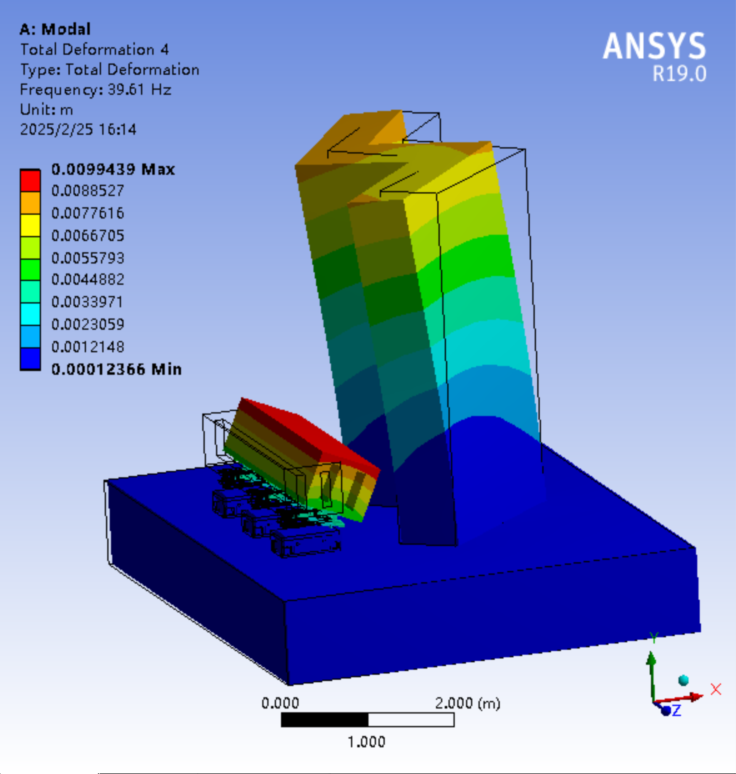 A: Modal
Total Deformation 4
Type: Total Deformation
Frequency: 39.61 Hz
Unit: m
2025/2/25 16:14
ANSYS
R19.0
0.0099439 Max
0.0088527
0.0077616
0.0066705
0.0055793
0.0044882
0.0033971
0.0023059
0.0012148
0.00012366 Min
Y
X
Z
0.000
2.000 (m)
1.000